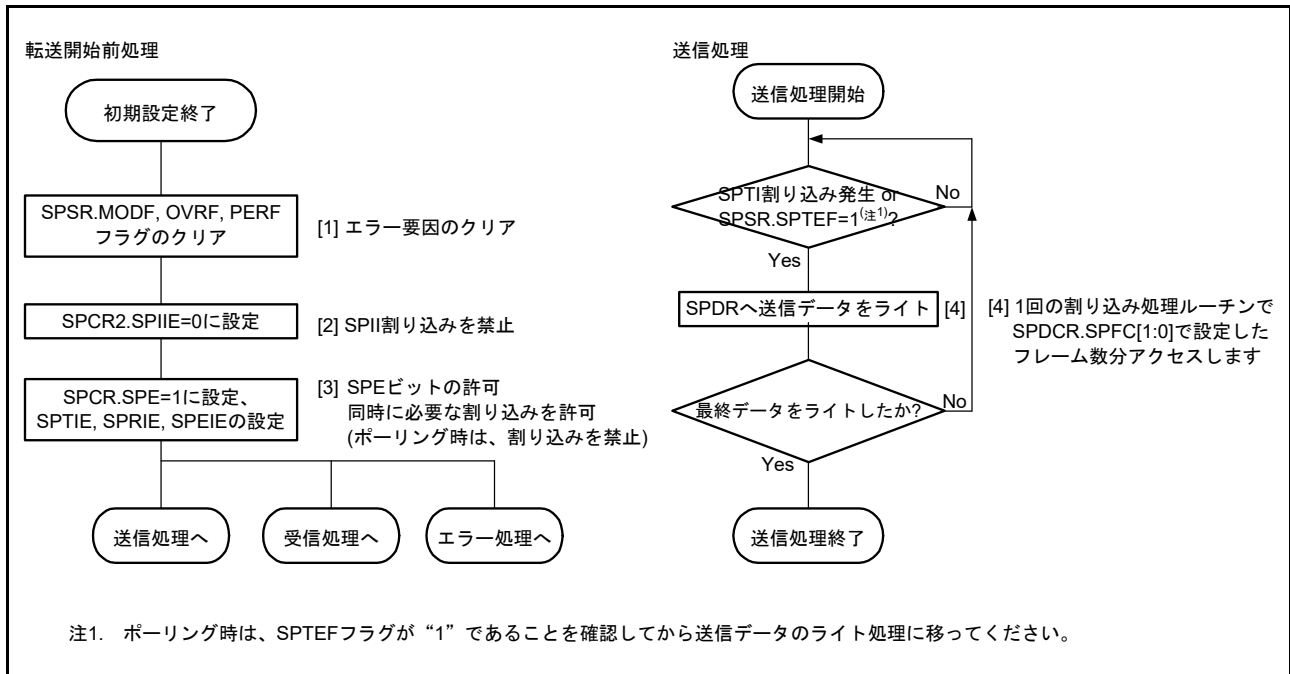 転送開始前処理
初期設定終了
SPSR.MODF, OVRF, PERF
フラグのクリア
[1] エラー要因のクリア
SPCR2.SPIIE=0に設定
[2] SPII割り込みを禁止
SPCR.SPE=1に設定、
SPTIE, SPRIE, SPEIEの設定
[3] SPEビットの許可
同時に必要な割り込みを許可
(ポーリング時は、割り込みを禁止)
送信処理へ
受信処理へ
エラー処理へ
送信処理
送信処理開始
SPTI割り込み発生 or
SPSR.SPTEF=1(注1)?
No
Yes
SPDRへ送信データをライト
[4]
[4] 1回の割り込み処理ルーチンで
SPDCR.SPFC[1:0]で設定した
フレーム数分アクセスします
最終データをライトしたか?
No
Yes
送信処理終了
注1. ポーリング時は、SPTEFフラグが“1”であることを確認してから送信データのライト処理に移ってください。